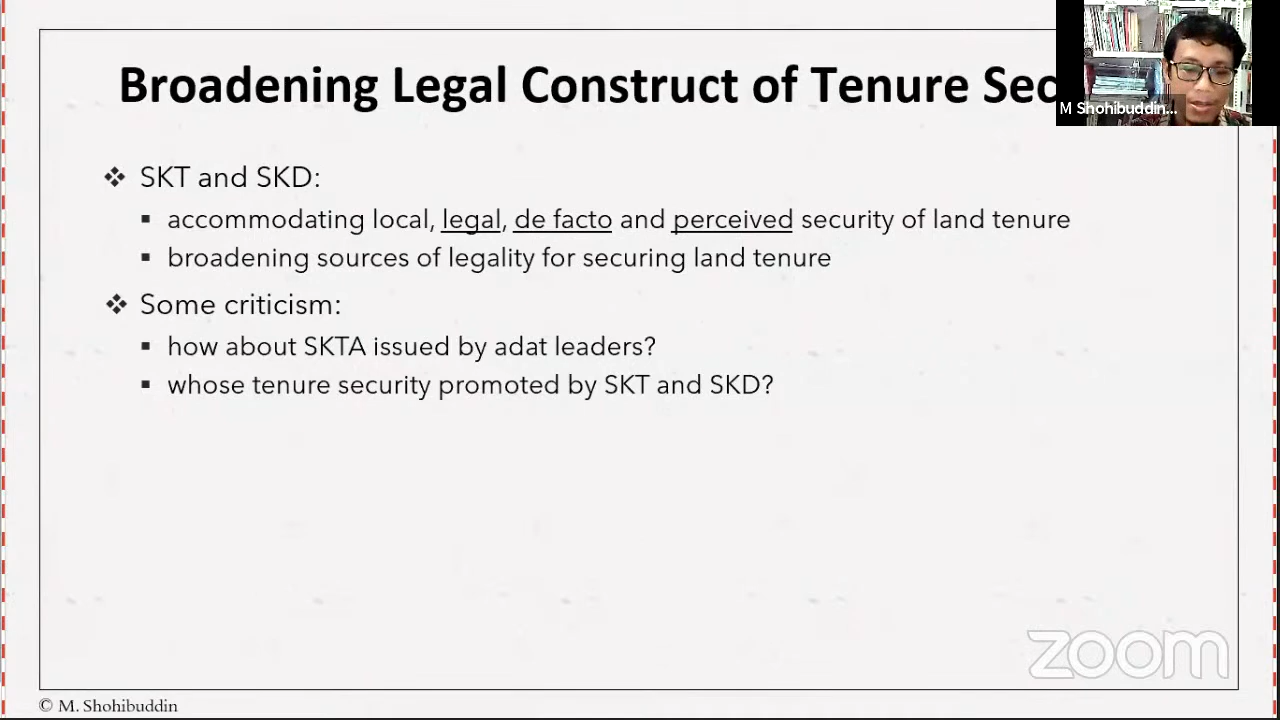 Broadening Legal Construct of Tenure Sec
M Shohibuddin...
❖ SKT and SKD:
▪ accommodating local, legal, de facto and perceived security of land tenure
▪ broadening sources of legality for securing land tenure
❖ Some criticism:
▪ how about SKTA issued by adat leaders?
▪ whose tenure security promoted by SKT and SKD?
zoom
© M. Shohibuddin